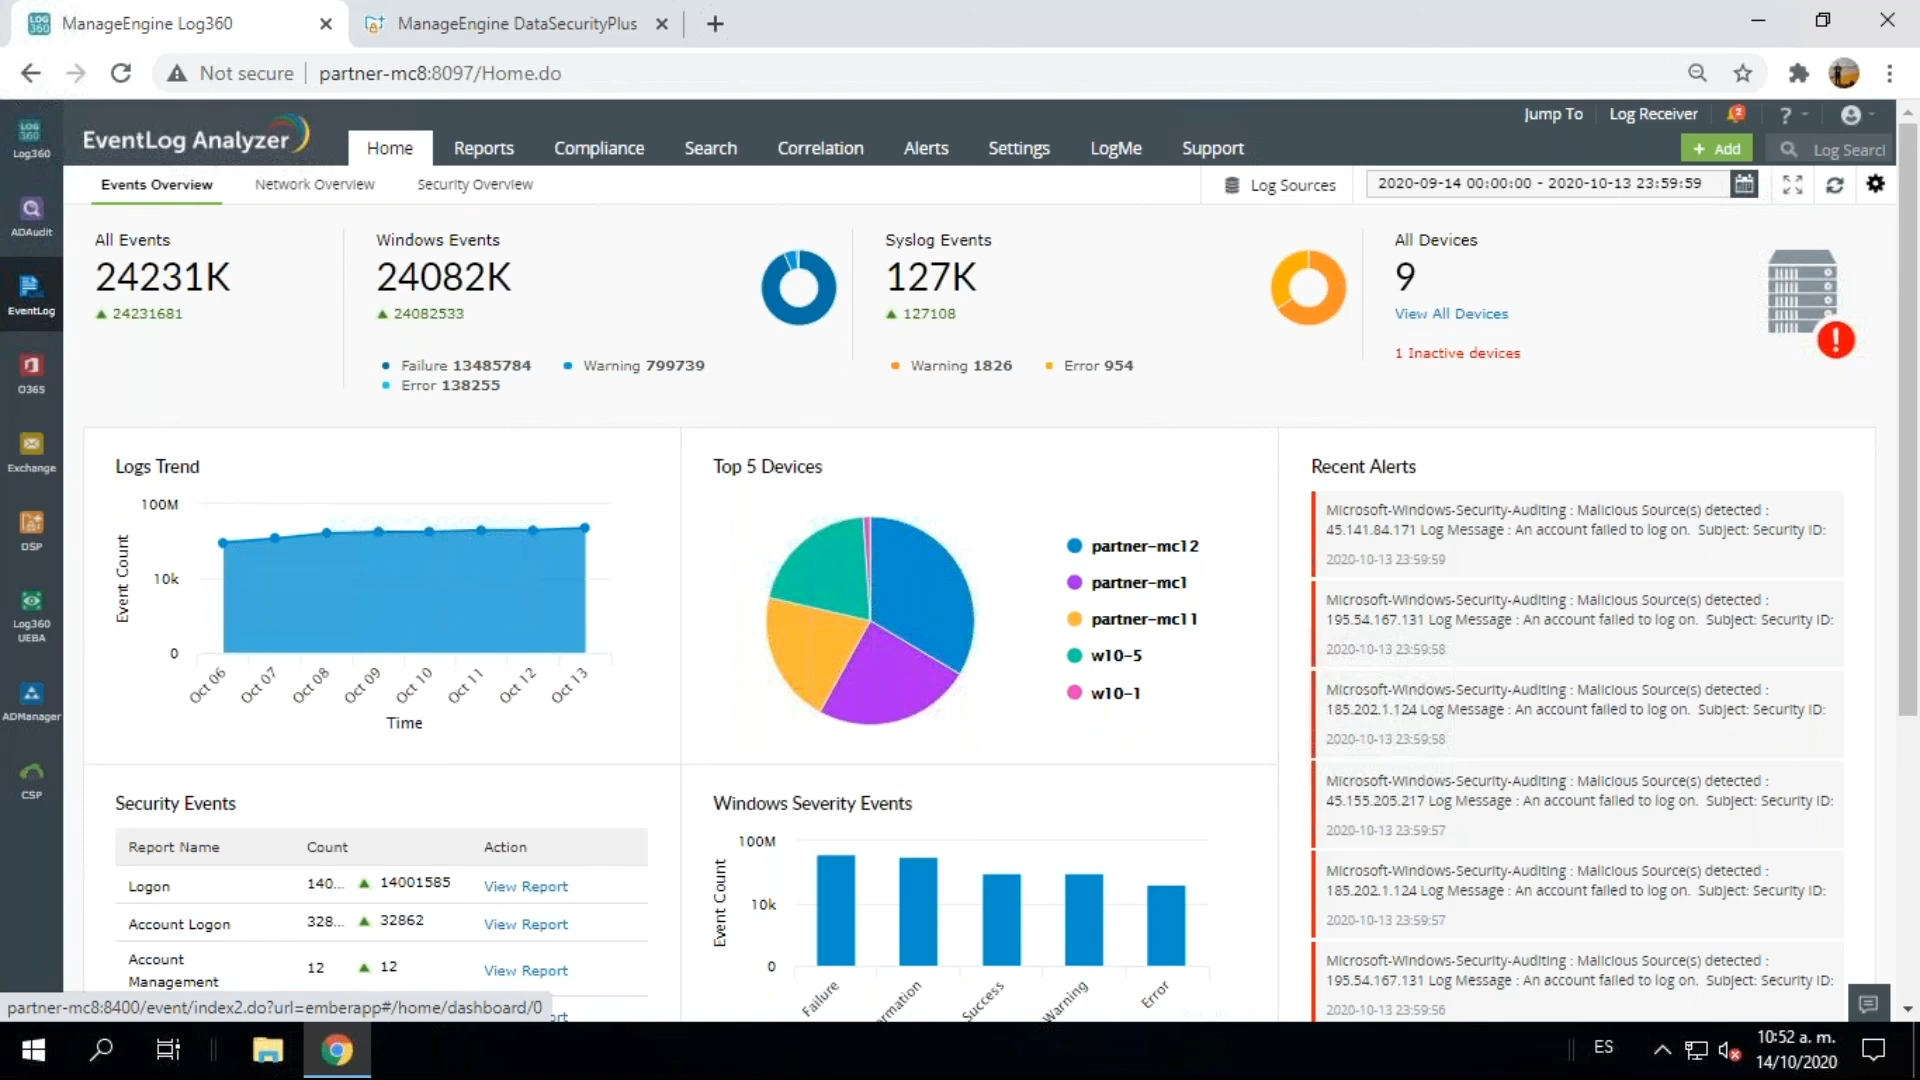 ManageEngine Log360
ManageEngine DataSecurityPlus
Not secure
partner-mc8:8097/Home.do
LOG 360
Log360
ADAudit
EventLog
O365
Exchange
DSP
Log360 UEBA
ADManager
CSP
EventLog Analyzer
Jump To
Log Receiver
?
Home
Reports
Compliance
Search
Correlation
Alerts
Settings
LogMe
Support
+ Add
Log Searcl
Events Overview
Network Overview
Security Overview
Log Sources
2020-09-14 00:00:00 - 2020-10-13 23:59:59
All Events
24231K
24231681
Windows Events
24082K
24082533
Failure 13485784
Warning 799739
Error 138255
Syslog Events
127K
127108
Warning 1826
Error 954
All Devices
9
View All Devices
1 Inactive devices
Logs Trend
Event Count
100M
10k
0
Oct 06
Oct 07
Oct 08
Oct 09
Oct 10
Oct 11
Oct 12
Oct 13
Time
Top 5 Devices
partner-mc12
partner-mc1
partner-mc11
w10-5
w10-1
Recent Alerts
Microsoft-Windows-Security-Auditing : Malicious Source(s) detected :
45.141.84.171 Log Message : An account failed to log on. Subject: Security ID:
2020-10-13 23:59:59
Microsoft-Windows-Security-Auditing : Malicious Source(s) detected :
195.54.167.131 Log Message : An account failed to log on. Subject: Security ID:
2020-10-13 23:59:58
Microsoft-Windows-Security-Auditing : Malicious Source(s) detected :
185.202.1.124 Log Message : An account failed to log on. Subject: Security ID:
2020-10-13 23:59:58
Microsoft-Windows-Security-Auditing : Malicious Source(s) detected :
45.155.205.217 Log Message : An account failed to log on. Subject: Security ID:
2020-10-13 23:59:57
Microsoft-Windows-Security-Auditing : Malicious Source(s) detected :
185.202.1.124 Log Message : An account failed to log on. Subject: Security ID:
2020-10-13 23:59:57
Microsoft-Windows-Security-Auditing : Malicious Source(s) detected :
195.54.167.131 Log Message : An account failed to log on. Subject: Security ID:
2020-10-13 23:59:56
Security Events
Report Name
Count
Action
Logon
140...
14001585
View Report
Account Logon
328...
32862
View Report
Account Management
12
12
View Report
ort
Windows Severity Events
Event Count
100M
10k
0
Failure
rmation
Success
Warning
Error
partner-mc8:8400/event/index2.do?url=emberapp#/home/dashboard/0
ES
10:52 a. m.
14/10/2020